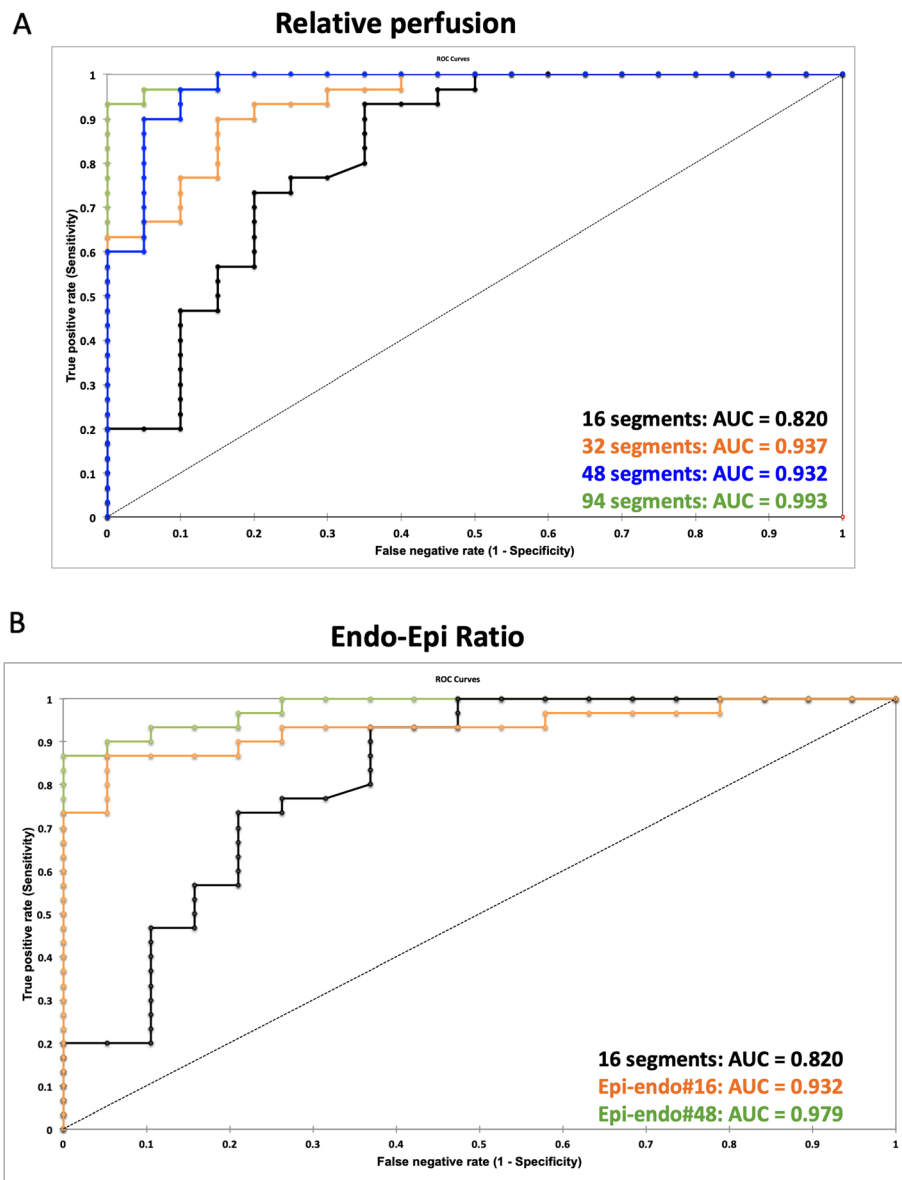 A
Relative perfusion
ROC Curves
1
0.9
0.8
0.7
0.6
0.5
0.4
0.3
0.2
0.1
0
True positive rate (Sensitivity)
16 segments: AUC = 0.820
32 segments: AUC = 0.937
48 segments: AUC = 0.932
94 segments: AUC = 0.993
0 0.1 0.2 0.3 0.4 0.5 0.6 0.7 0.8 0.9 1
False negative rate (1 - Specificity)
B
Endo-Epi Ratio
ROC Curves
1
0.9
0.8
0.7
0.6
0.5
0.4
0.3
0.2
0.1
0
True positive rate (Sensitivity)
16 segments: AUC = 0.820
Epi-endo#16: AUC = 0.932
Epi-endo#48: AUC = 0.979
0 0.1 0.2 0.3 0.4 0.5 0.6 0.7 0.8 0.9 1
False negative rate (1 - Specificity)